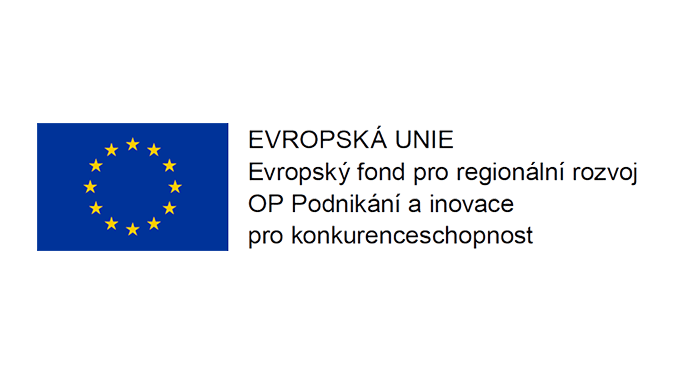 EVROPSKÁ UNIE
Evropský fond pro regionální rozvoj
OP Podnikání a inovace
pro konkurenceschopnost